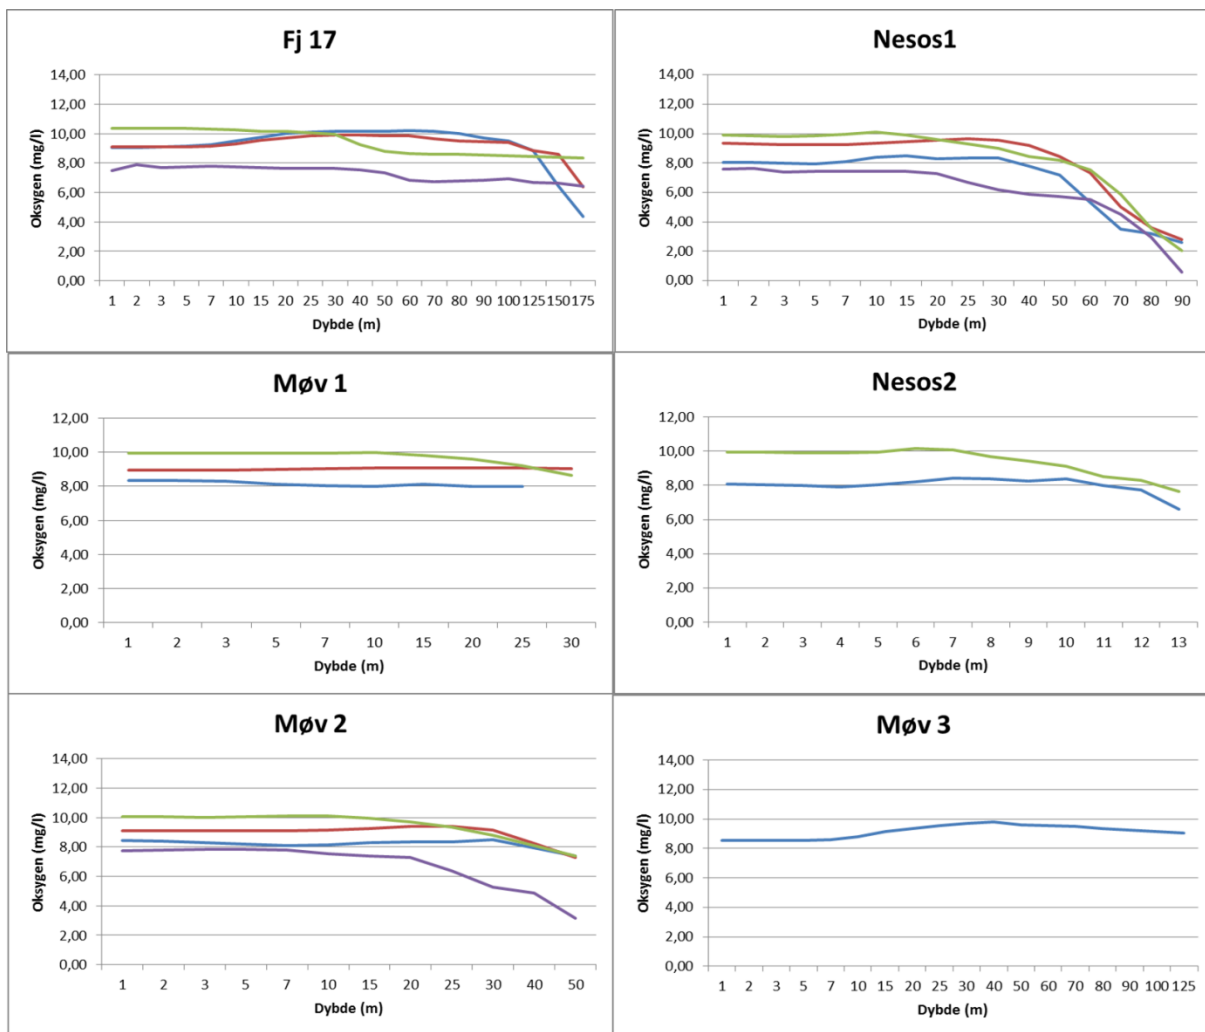 Fj 17
14,00
12,00
10,00
8,00
6,00
4,00
2,00
0,00
Oksygen (mg/l)
1 2 3 5 7 10 15 20 25 30 40 50 60 70 80 90 100 125 150 175
Dybde (m)
Nesos1
14,00
12,00
10,00
8,00
6,00
4,00
2,00
0,00
Oksygen (mg/l)
1 2 3 5 7 10 15 20 25 30 40 50 60 70 80 90
Dybde (m)
Møv 1
12,00
10,00
8,00
6,00
4,00
2,00
0,00
Oksygen (mg/l)
1 2 3 5 7 10 15 20 25 30
Dybde (m)
Nesos2
12,00
10,00
8,00
6,00
4,00
2,00
0,00
Oksygen (mg/l)
1 2 3 4 5 6 7 8 9 10 11 12 13
Dybde (m)
Møv 2
14,00
12,00
10,00
8,00
6,00
4,00
2,00
0,00
Oksygen (mg/l)
1 2 3 5 7 10 15 20 25 30 40 50
Dybde (m)
Møv 3
14,00
12,00
10,00
8,00
6,00
4,00
2,00
0,00
Oksygen (mg/l)
1 2 3 5 7 10 15 20 25 30 40 50 60 70 80 90 100 125
Dybde (m)